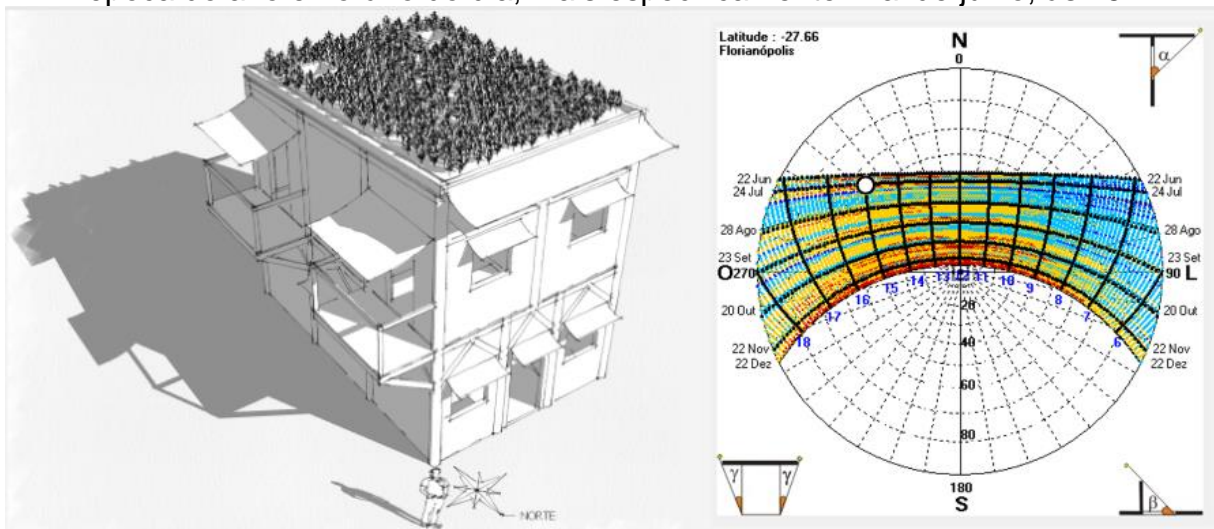 Latitude : -27.66
Florianópolis
N
0
α
22 Jun
24 Jul
22 Jun
24 Jul
28 Ago
28 Ago
23 Set
23 Set
O 270
90 L
20 Out
20 Out
22 Nov
22 Dez
22 Nov
22 Dez
18
17
16
15
14
13
12
11
10
9
8
7
6
20
40
60
80
γ
γ
180
S
β
NORTE